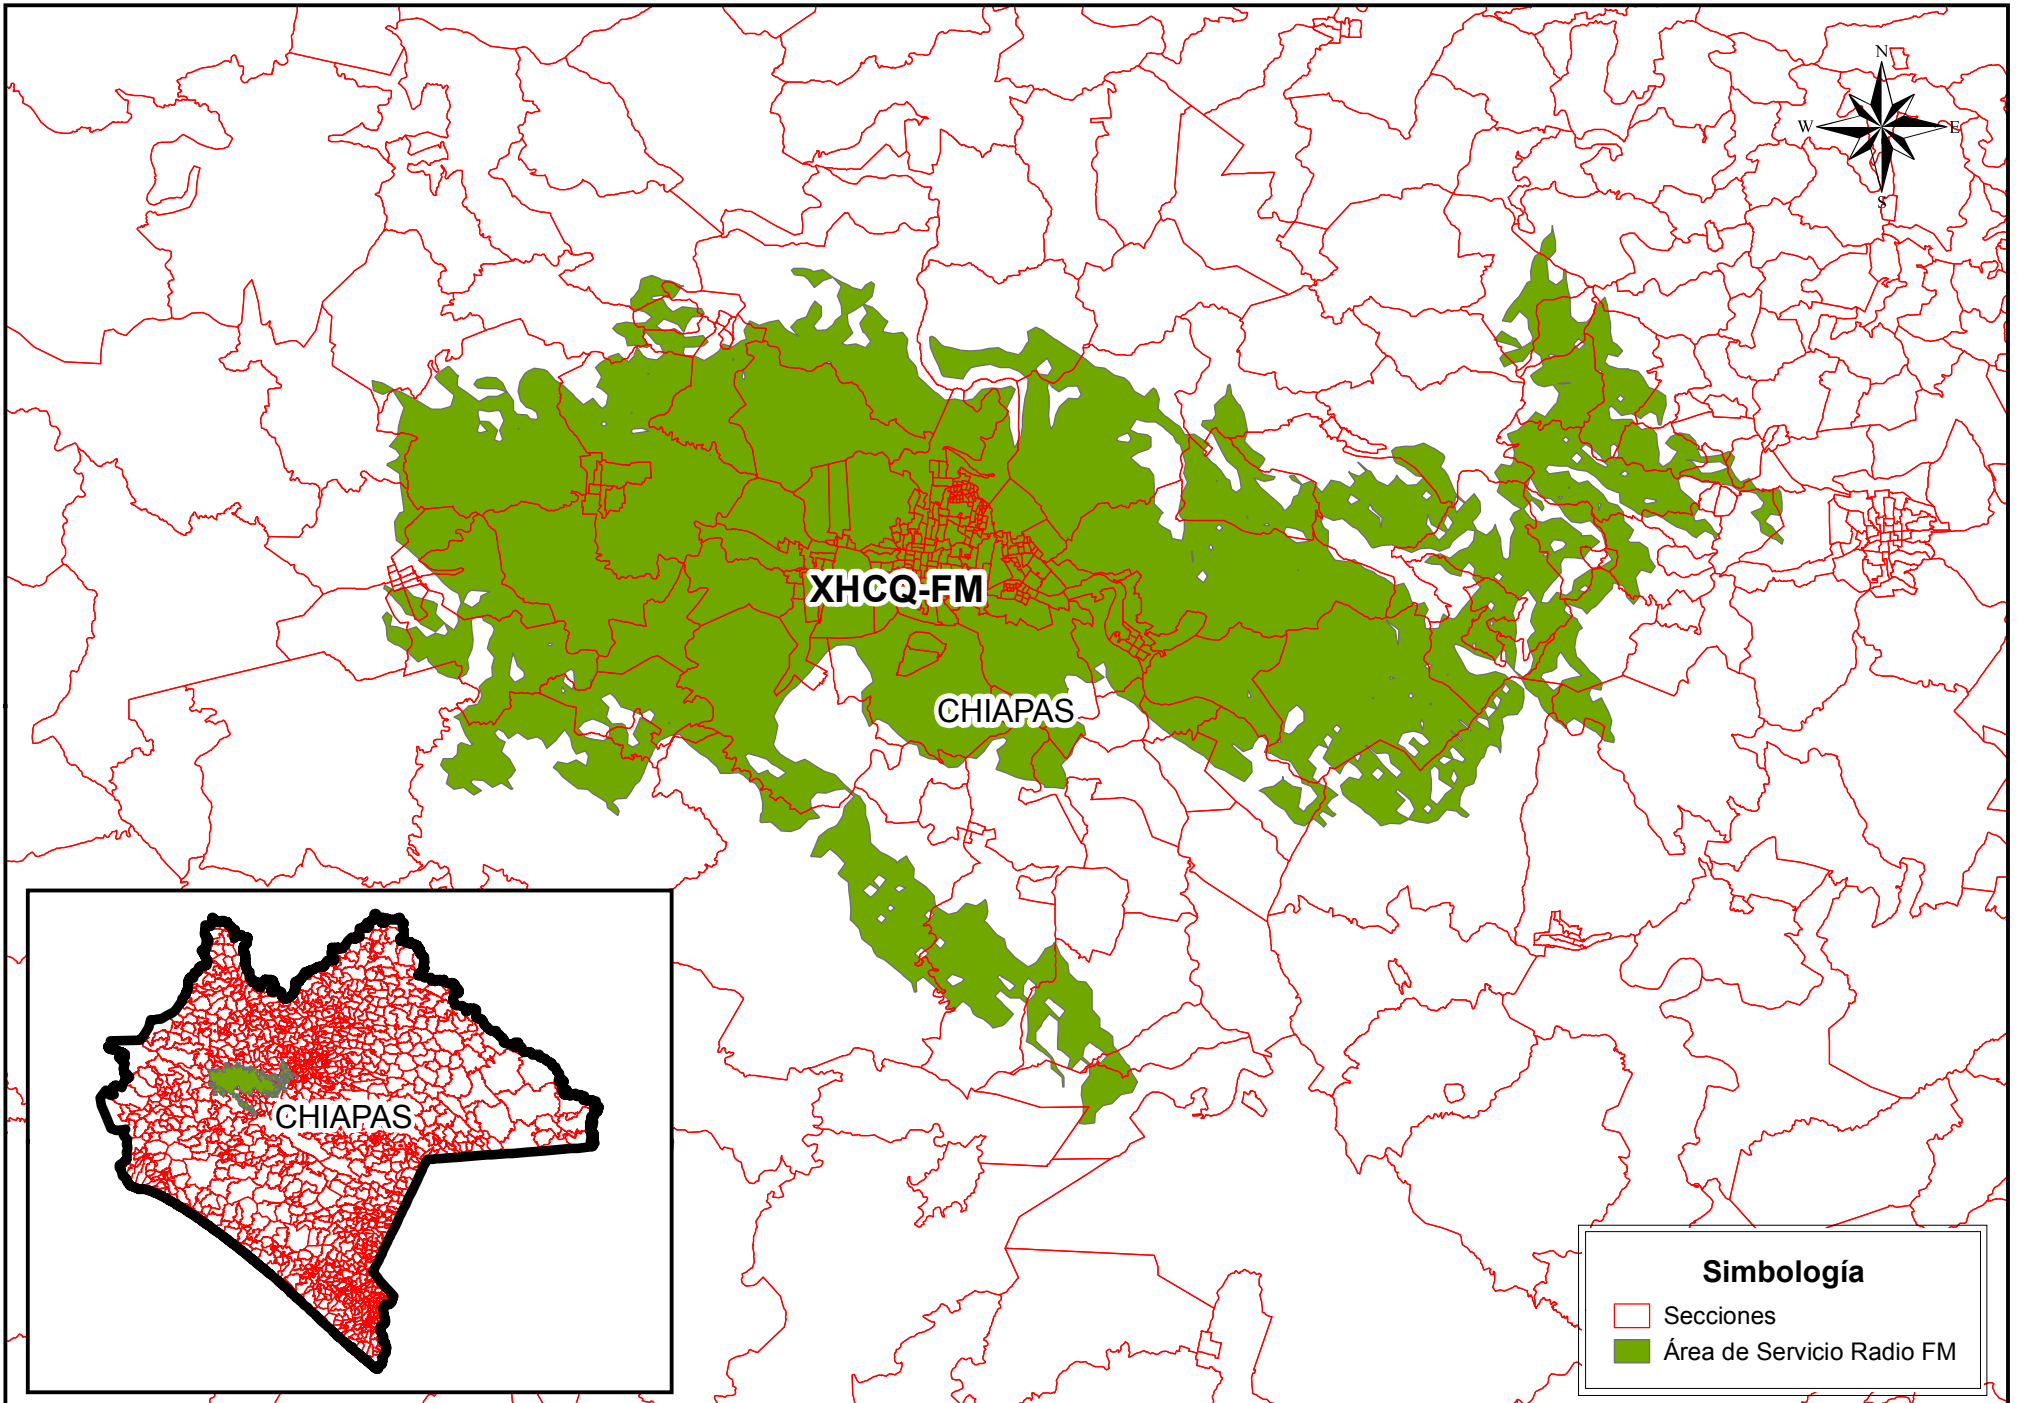 N
W
E
S
XHCQ-FM
CHIAPAS
CHIAPAS
Simbología
Secciones
Área de Servicio Radio FM